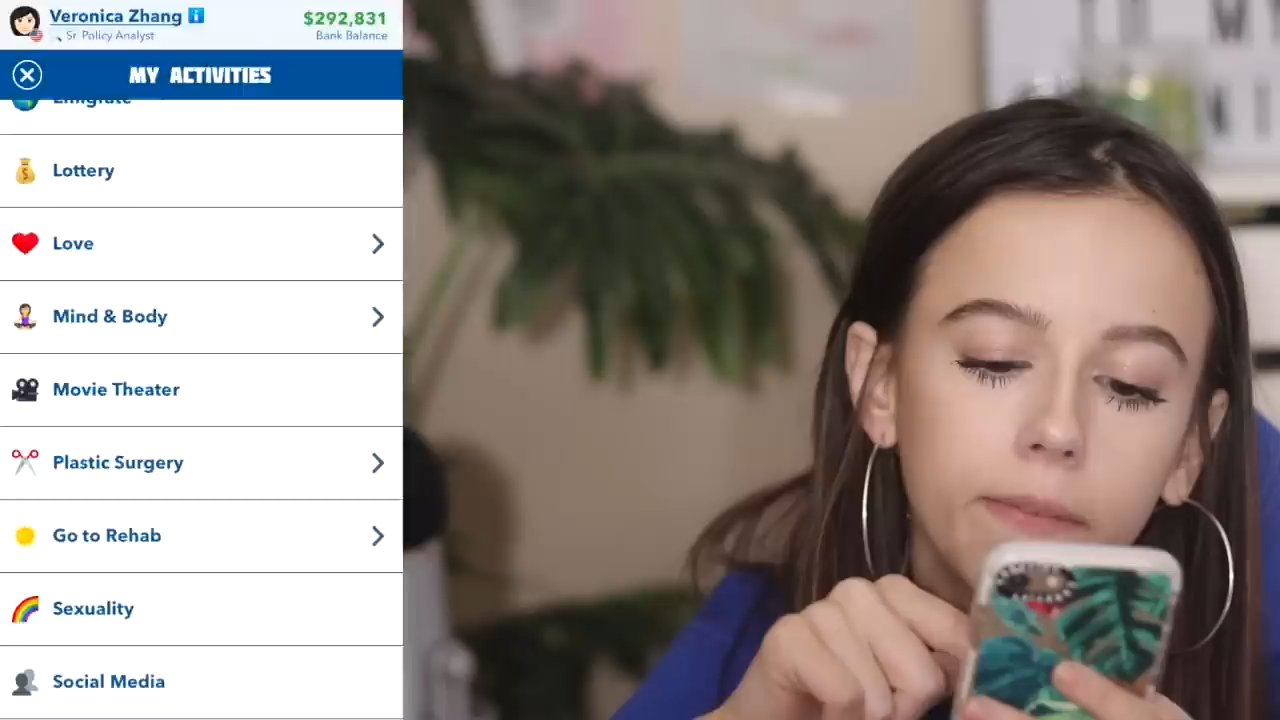 Veronica Zhang
$292,831
Sr Policy Analyst
Bank Balance
MY ACTIVITIES
Emigrate
Lottery
Love
Mind & Body
Movie Theater
Plastic Surgery
Go to Rehab
Sexuality
Social Media